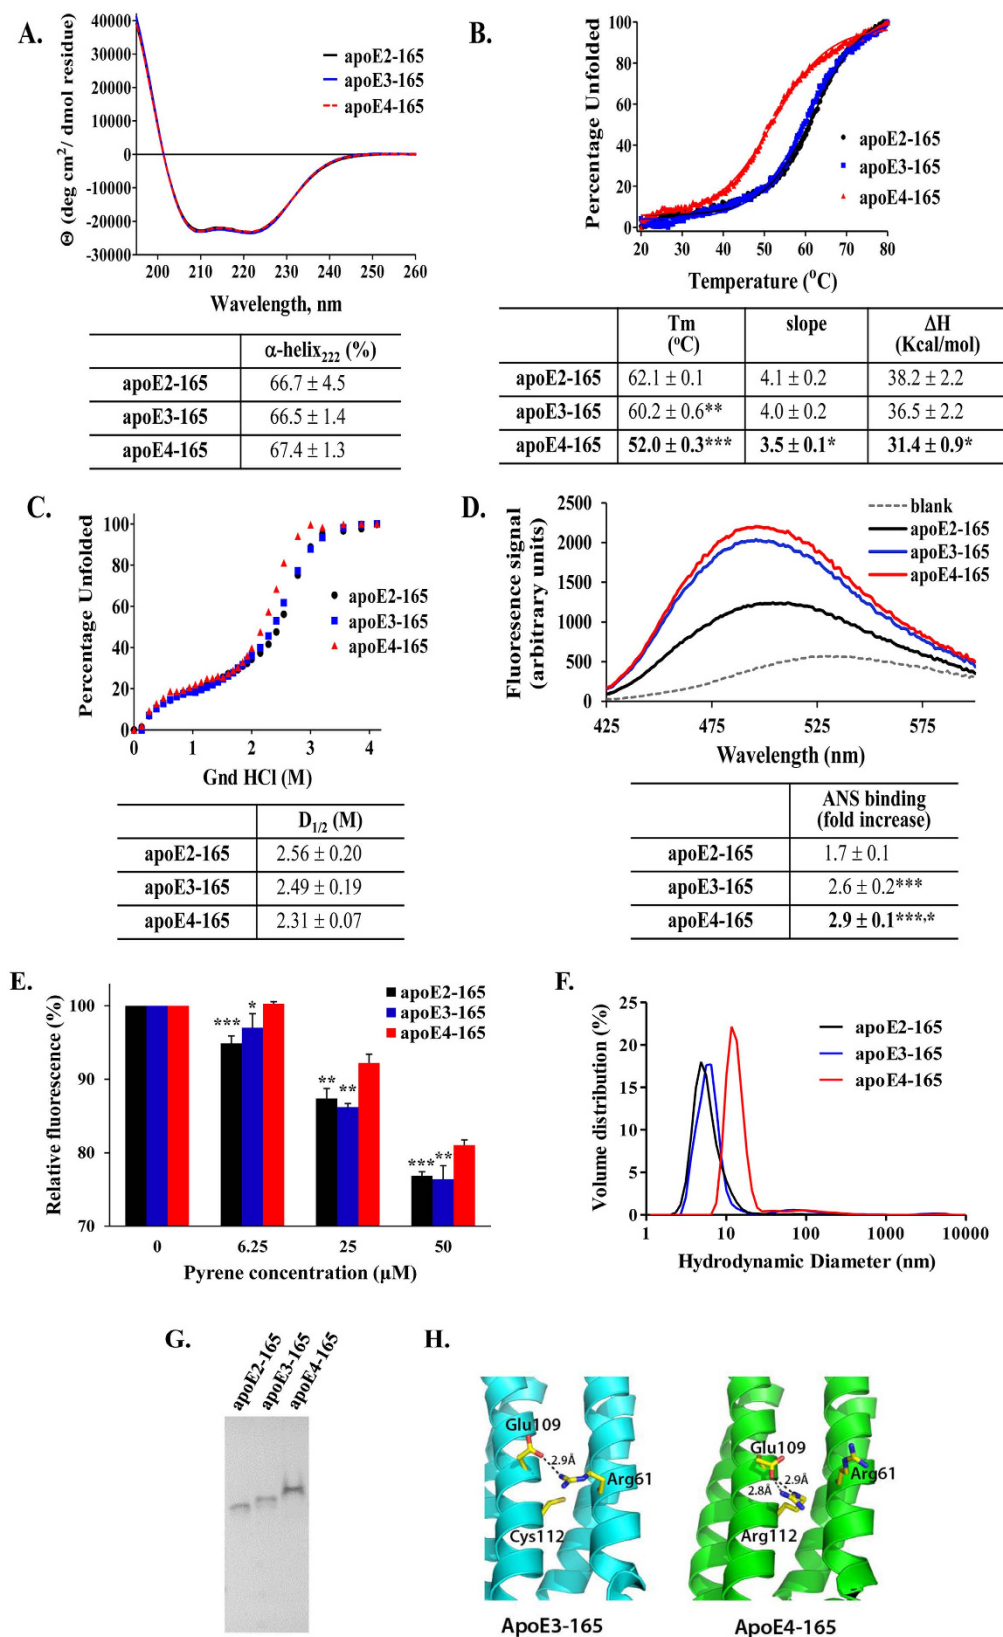 A.
40000
30000
20000
10000
0
-10000
-20000
-30000
Θ (deg cm²/ dmol residue)
apoE2-165
apoE3-165
apoE4-165
200 210 220 230 240 250 260
Wavelength, nm
α-helix₂₂₂ (%)
apoE2-165 66.7 ± 4.5
apoE3-165 66.5 ± 1.4
apoE4-165 67.4 ± 1.3
B.
100
80
60
40
20
0
Percentage Unfolded
apoE2-165
apoE3-165
apoE4-165
20 30 40 50 60 70 80
Temperature (⁰C)
Tm (⁰C) slope ΔH (Kcal/mol)
apoE2-165 62.1 ± 0.1 4.1 ± 0.2 38.2 ± 2.2
apoE3-165 60.2 ± 0.6** 4.0 ± 0.2 36.5 ± 2.2
apoE4-165 52.0 ± 0.3*** 3.5 ± 0.1* 31.4 ± 0.9*
C.
100
80
60
40
20
0
Percentage Unfolded
apoE2-165
apoE3-165
apoE4-165
0 1 2 3 4
Gnd HCl (M)
D₁/₂ (M)
apoE2-165 2.56 ± 0.20
apoE3-165 2.49 ± 0.19
apoE4-165 2.31 ± 0.07
D.
2500
2000
1500
1000
500
0
Fluoresence signal
(arbitrary units)
blank
apoE2-165
apoE3-165
apoE4-165
425 475 525 575
Wavelength (nm)
ANS binding
(fold increase)
apoE2-165 1.7 ± 0.1
apoE3-165 2.6 ± 0.2***
apoE4-165 2.9 ± 0.1***,*
E.
100
90
80
70
Relative fluorescence (%)
apoE2-165
apoE3-165
apoE4-165
*** * ** ** *** **
0 6.25 25 50
Pyrene concentration (µM)
F.
25
20
15
10
5
0
Volume distribution (%)
apoE2-165
apoE3-165
apoE4-165
1 10 100 1000 10000
Hydrodynamic Diameter (nm)
G.
apoE2-165
apoE3-165
apoE4-165
H.
Glu109
2.9Å
Arg61
Cys112
ApoE3-165
Glu109
2.9Å
2.8Å
Arg61
Arg112
ApoE4-165